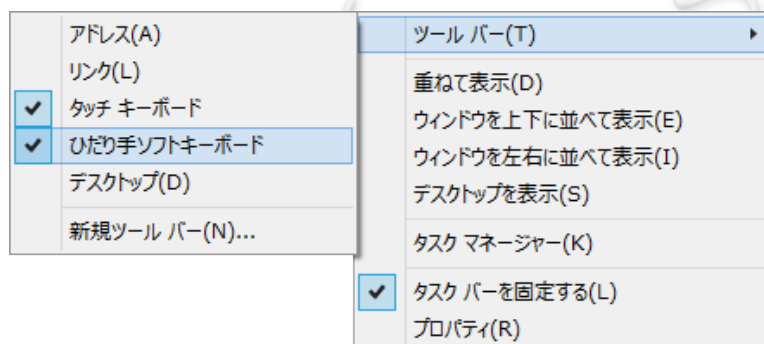 アドレス(A)
リンク(L)
タッチ キーボード
ひだり手ソフトキーボード
デスクトップ(D)
新規ツール バー(N)...
ツール バー(T)
重ねて表示(D)
ウィンドウを上下に並べて表示(E)
ウィンドウを左右に並べて表示(I)
デスクトップを表示(S)
タスク マネージャー(K)
タスク バーを固定する(L)
プロパティ(R)